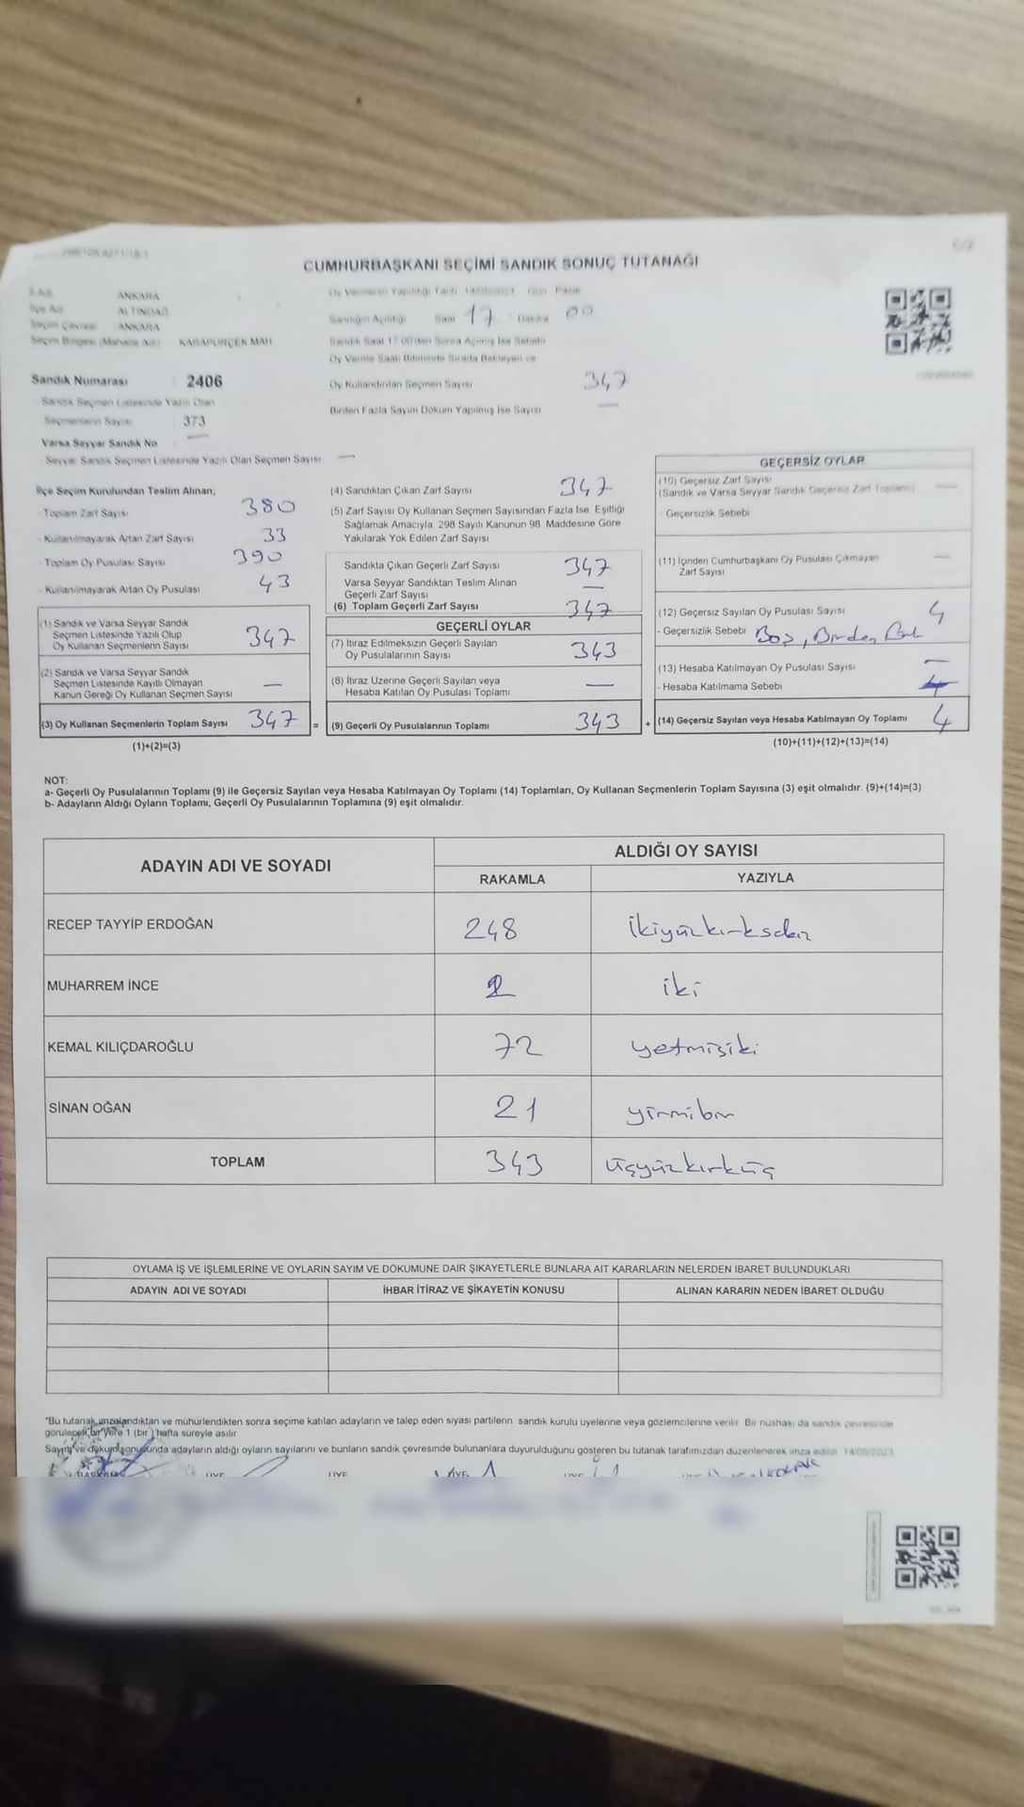 CUMHURBAŞKANI SEÇİMİ SANDIK SONUÇ TUTANAĞI
ANKARA
İlçe Adı ALTINDAĞ
Seçim Çevresi ANKARA
Seçim Bölgesi (Mahalle Adı) KARAPÜRÇEK MAH
Oy Vermenin Yapıldığı Tarih 14/05/2023 Gün Pazar
Sandığın Açıldığı Saat 17 Dakika 00
Sandık Saat 17:00'den Sonra Açılmış İse Sebebi
Oy Verme Saati Bitiminde Sırada Bekleyen ve
Oy Kullandırılan Seçmen Sayısı 347
Birden Fazla Sayım Döküm Yapılmış İse Sayısı —
Sandık Numarası 2406
Sandık Seçmen Listesinde Yazılı Olan
Seçmenlerin Sayısı 373
Varsa Seyyar Sandık No —
Seyyar Sandık Seçmen Listesinde Yazılı Olan Seçmen Sayısı —
İlçe Seçim Kurulundan Teslim Alınan;
- Toplam Zarf Sayısı 380
- Kullanılmayarak Artan Zarf Sayısı 33
- Toplam Oy Pusulası Sayısı 390
- Kullanılmayarak Artan Oy Pusulası 43
(1) Sandık ve Varsa Seyyar Sandık
Seçmen Listesinde Yazılı Olup
Oy Kullanan Seçmenlerin Sayısı 347
(2) Sandık ve Varsa Seyyar Sandık
Seçmen Listesinde Kayıtlı Olmayan
Kanun Gereği Oy Kullanan Seçmen Sayısı —
(3) Oy Kullanan Seçmenlerin Toplam Sayısı 347 =
(1)+(2)=(3)
(4) Sandıktan Çıkan Zarf Sayısı 347
(5) Zarf Sayısı Oy Kullanan Seçmen Sayısından Fazla İse, Eşitliği
Sağlamak Amacıyla 298 Sayılı Kanunun 98. Maddesine Göre
Yakılarak Yok Edilen Zarf Sayısı
Sandıkta Çıkan Geçerli Zarf Sayısı 347
Varsa Seyyar Sandıktan Teslim Alınan
Geçerli Zarf Sayısı —
(6) Toplam Geçerli Zarf Sayısı 347
GEÇERLİ OYLAR
(7) İtiraz Edilmeksizin Geçerli Sayılan
Oy Pusulalarının Sayısı 343
(8) İtiraz Üzerine Geçerli Sayılan veya
Hesaba Katılan Oy Pusulası Toplamı —
(9) Geçerli Oy Pusulalarının Toplamı 343 +
GEÇERSİZ OYLAR
(10) Geçersiz Zarf Sayısı
(Sandık ve Varsa Seyyar Sandık Geçersiz Zarf Toplamı) —
- Geçersizlik Sebebi
(11) İçinden Cumhurbaşkanı Oy Pusulası Çıkmayan
Zarf Sayısı —
(12) Geçersiz Sayılan Oy Pusulası Sayısı 4
- Geçersizlik Sebebi Boş, Birden
(13) Hesaba Katılmayan Oy Pusulası Sayısı —
- Hesaba Katılmama Sebebi
(14) Geçersiz Sayılan veya Hesaba Katılmayan Oy Toplamı 4
(10)+(11)+(12)+(13)=(14)
NOT:
a- Geçerli Oy Pusulalarının Toplamı (9) ile Geçersiz Sayılan veya Hesaba Katılmayan Oy Toplamı (14) Toplamları, Oy Kullanan Seçmenlerin Toplam Sayısına (3) eşit olmalıdır. (9)+(14)=(3)
b- Adayların Aldığı Oyların Toplamı, Geçerli Oy Pusulalarının Toplamına (9) eşit olmalıdır.
ADAYIN ADI VE SOYADI
ALDIĞI OY SAYISI
RAKAMLA YAZIYLA
RECEP TAYYİP ERDOĞAN 248 ikiyüzkırksekiz
MUHARREM İNCE 2 iki
KEMAL KILIÇDAROĞLU 72 yetmişiki
SİNAN OĞAN 21 yirmibir
TOPLAM 343 üçyüzkırküç
OYLAMA İŞ VE İŞLEMLERİNE VE OYLARIN SAYIM VE DÖKÜMÜNE DAİR ŞİKAYETLERLE BUNLARA AİT KARARLARIN NELERDEN İBARET BULUNDUKLARI
ADAYIN ADI VE SOYADI İHBAR İTİRAZ VE ŞİKAYETİN KONUSU ALINAN KARARIN NEDEN İBARET OLDUĞU
*Bu tutanak imzalandıktan ve mühürlendikten sonra seçime katılan adayların ve talep eden siyasi partilerin sandık kurulu üyelerine veya gözlemcilerine verilir. Bir nüshası da sandık çevresinde
görülecek bir yere 1 (bir) hafta süreyle asılır.
Sayım ve döküm sonunda adayların aldığı oyların sayılarını ve bunların sandık çevresinde bulunanlara duyurulduğunu gösteren bu tutanak tarafımızdan düzenlenerek imza edildi. 14/05/2023